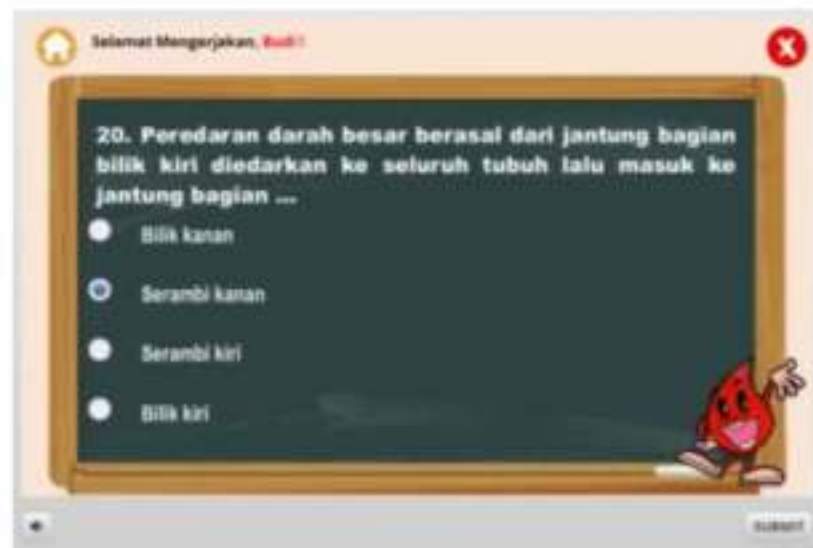 Selamat Mengerjakan, Budi !
20. Peredaran darah besar berasal dari jantung bagian
bilik kiri diedarkan ke seluruh tubuh lalu masuk ke
jantung bagian ...
Bilik kanan
Serambi kanan
Serambi kiri
Bilik kiri
SUBMIT